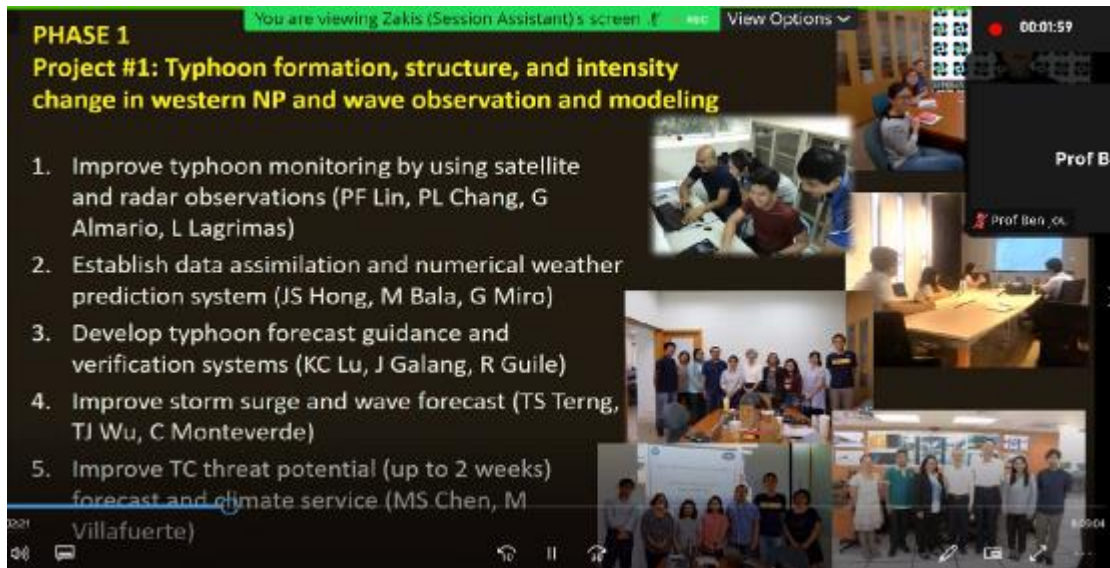 You are viewing Zakis (Session Assistant)'s screen
REC
View Options
00:01:59
PHASE 1
Project #1: Typhoon formation, structure, and intensity
change in western NP and wave observation and modeling
Prof B
Prof Ben
1. Improve typhoon monitoring by using satellite
and radar observations (PF Lin, PL Chang, G
Almario, L Lagrimas)
2. Establish data assimilation and numerical weather
prediction system (JS Hong, M Bala, G Miro)
3. Develop typhoon forecast guidance and
verification systems (KC Lu, J Galang, R Guile)
4. Improve storm surge and wave forecast (TS Terng,
TJ Wu, C Monteverde)
5. Improve TC threat potential (up to 2 weeks)
forecast and climate service (MS Chen, M
Villafuerte)